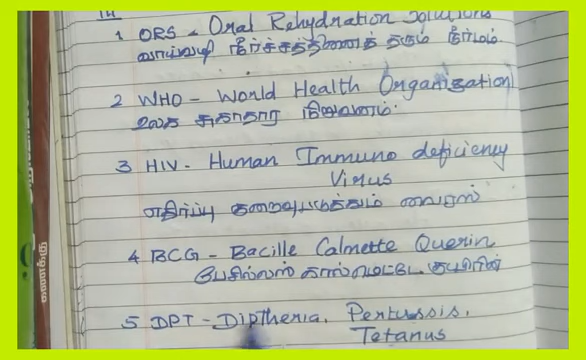 1 ORS - Oral Rehydration Solutions
வாய்வழி நீர்ச்சத்தினைத் தரும் நீர்மம்.
2 WHO - World Health Organization
உலக சுகாதார நிறுவனம்.
3 HIV - Human Immuno deficiency
Virus
எதிர்ப்பு குறைவுபடுத்தும் வைரஸ்
4 BCG - Bacille Calmette Querin
பேசில்லஸ் கால்மெட்டே குயிரின்
5 DPT - Diptheria, Pertussis,
Tetanus